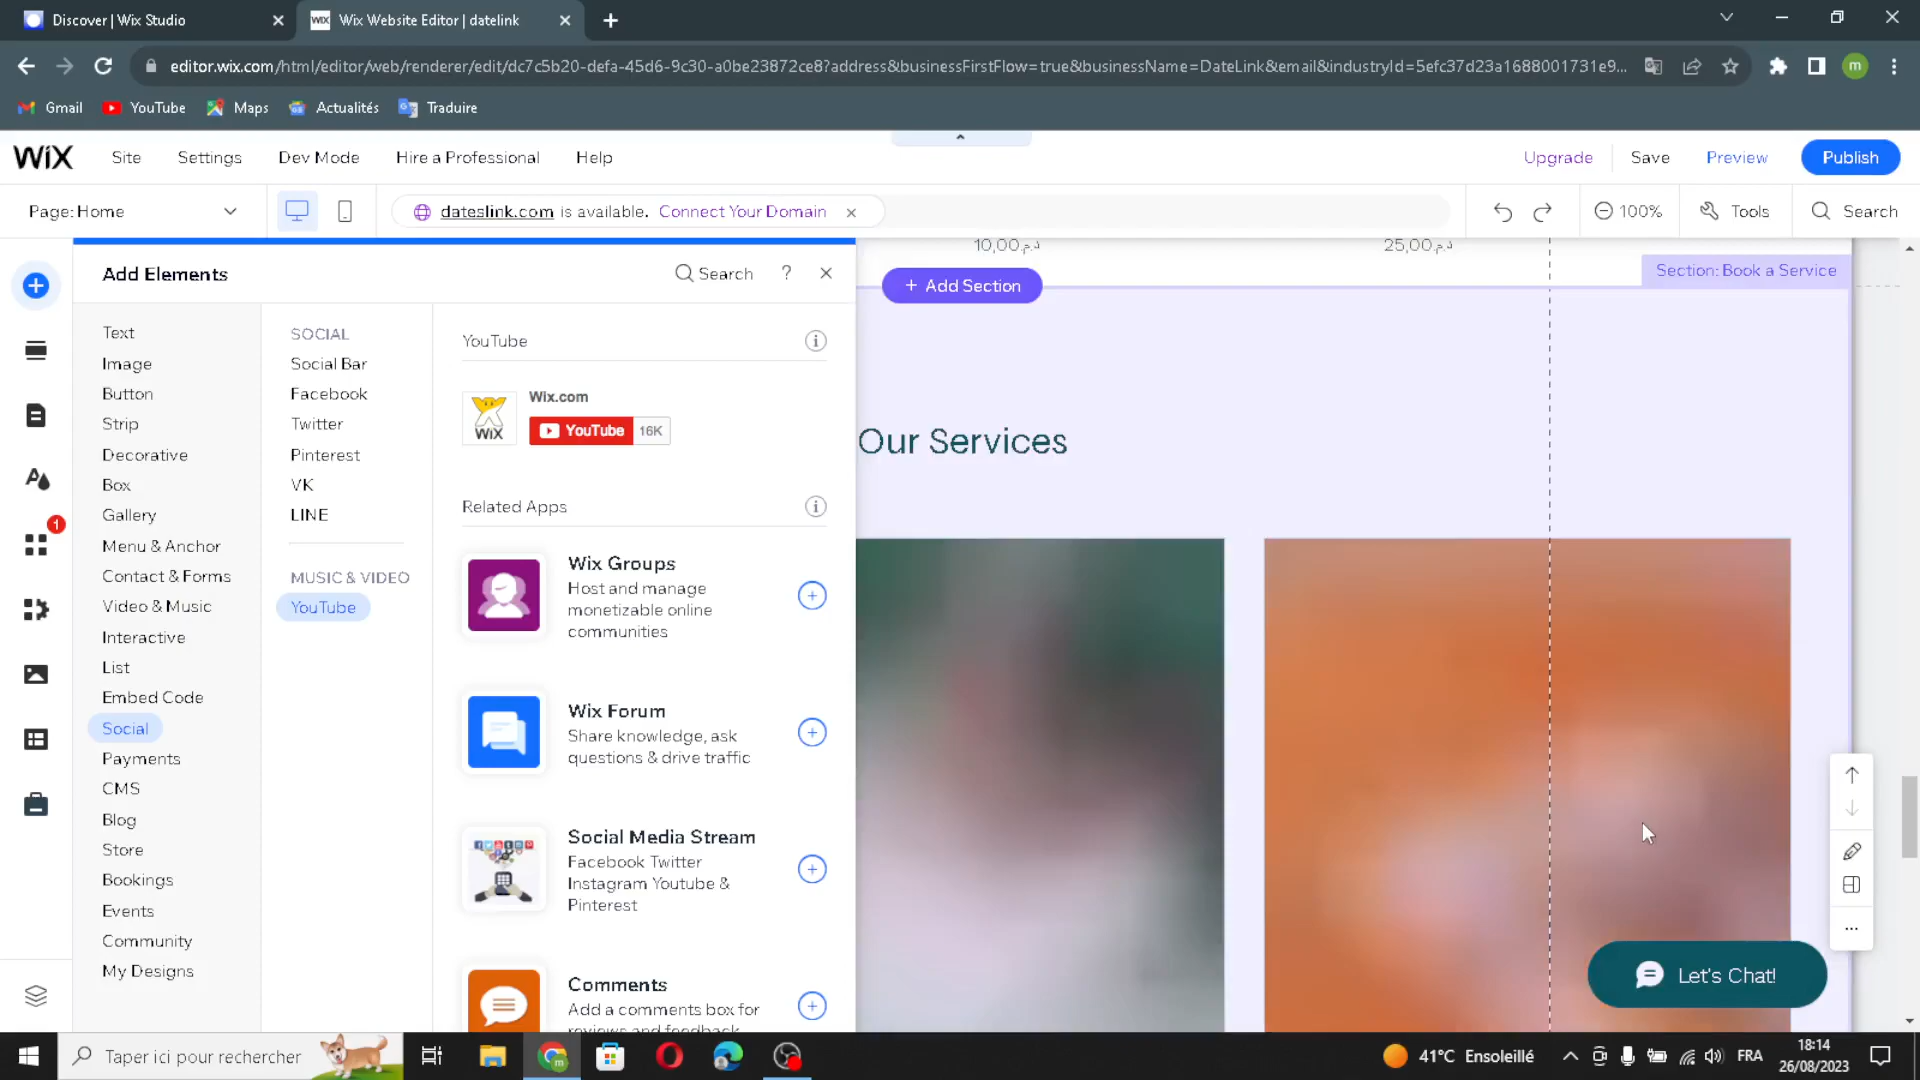 Discover | Wix Studio
WiX Wix Website Editor | datelink
editor.wix.com/html/editor/web/renderer/edit/dc7c5b20-defa-45d6-9c30-a0be23872ce8?address&businessFirstFlow=true&businessName=DateLink&email&industryId=5efc37d23a1688001731e9...
m
Gmail YouTube Maps Actualités Traduire
WiX Site Settings Dev Mode Hire a Professional Help Upgrade Save Preview Publish
Page: Home dateslink.com is available. Connect Your Domain 100% Tools Search
10,00 د.م. 25,00 د.م.
Add Elements Search ?
+ Add Section
Section: Book a Service
Text
Image
Button
Strip
Decorative
Box
Gallery
Menu & Anchor
Contact & Forms
Video & Music
Interactive
List
Embed Code
Social
Payments
CMS
Blog
Store
Bookings
Events
Community
My Designs
1
SOCIAL
Social Bar
Facebook
Twitter
Pinterest
VK
LINE
MUSIC & VIDEO
YouTube
YouTube
WiX
Wix.com
YouTube 16K
Related Apps
Wix Groups
Host and manage
monetizable online
communities
Wix Forum
Share knowledge, ask
questions & drive traffic
Social Media Stream
Facebook Twitter
Instagram Youtube &
Pinterest
Comments
Add a comments box for
reviews and feedback
Our Services
Let's Chat!
Taper ici pour rechercher
41°C Ensoleillé
FRA
18:14
26/08/2023